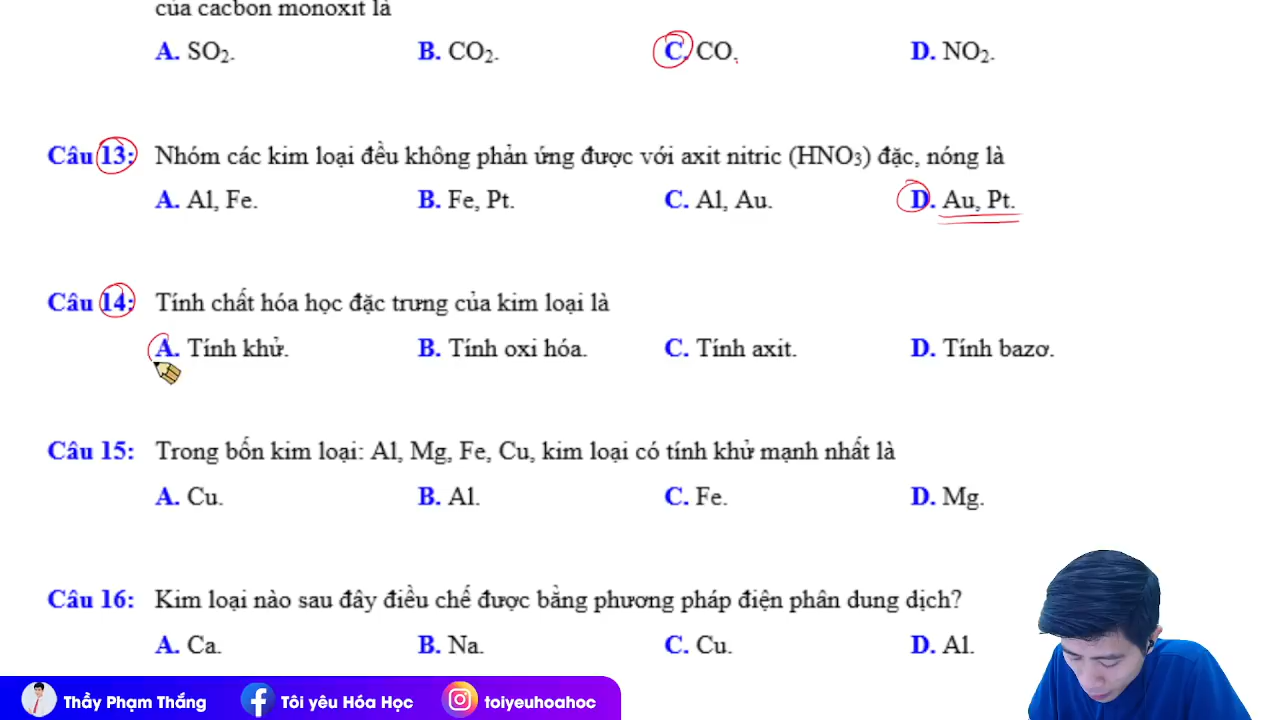 của cacbon monoxit là
A. SO2. B. CO2. C. CO. D. NO2.
Câu 13: Nhóm các kim loại đều không phản ứng được với axit nitric (HNO3) đặc, nóng là
A. Al, Fe. B. Fe, Pt. C. Al, Au. D. Au, Pt.
Câu 14: Tính chất hóa học đặc trưng của kim loại là
A. Tính khử. B. Tính oxi hóa. C. Tính axit. D. Tính bazơ.
Câu 15: Trong bốn kim loại: Al, Mg, Fe, Cu, kim loại có tính khử mạnh nhất là
A. Cu. B. Al. C. Fe. D. Mg.
Câu 16: Kim loại nào sau đây điều chế được bằng phương pháp điện phân dung dịch?
A. Ca. B. Na. C. Cu. D. Al.
Thầy Phạm Thắng Tôi yêu Hóa Học toiyeuhoahoc